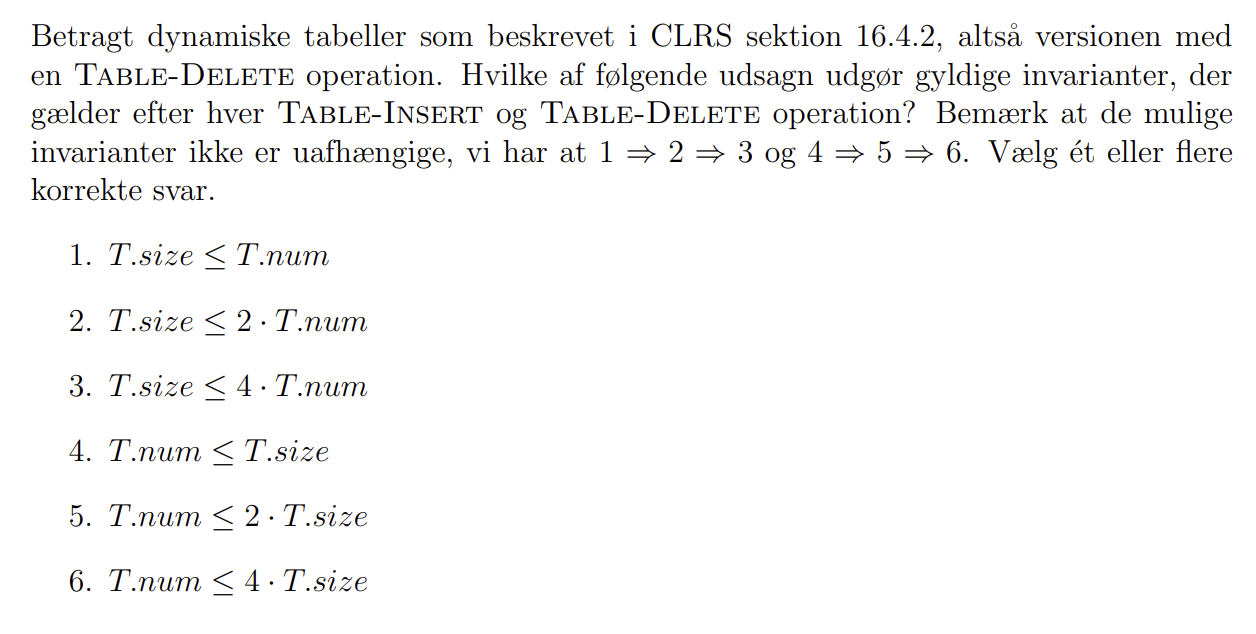 Betragt dynamiske tabeller som beskrevet i CLRS sektion 16.4.2, altså versionen med
en TABLE-DELETE operation. Hvilke af følgende udsagn udgør gyldige invarianter, der
gælder efter hver TABLE-INSERT og TABLE-DELETE operation? Bemærk at de mulige
invarianter ikke er uafhængige, vi har at 1 ⇒ 2 ⇒ 3 og 4 ⇒ 5 ⇒ 6. Vælg ét eller flere
korrekte svar.
1. T.size ≤ T.num
2. T.size ≤ 2 · T.num
3. T.size ≤ 4 · T.num
4. T.num ≤ T.size
5. T.num ≤ 2 · T.size
6. T.num ≤ 4 · T.size